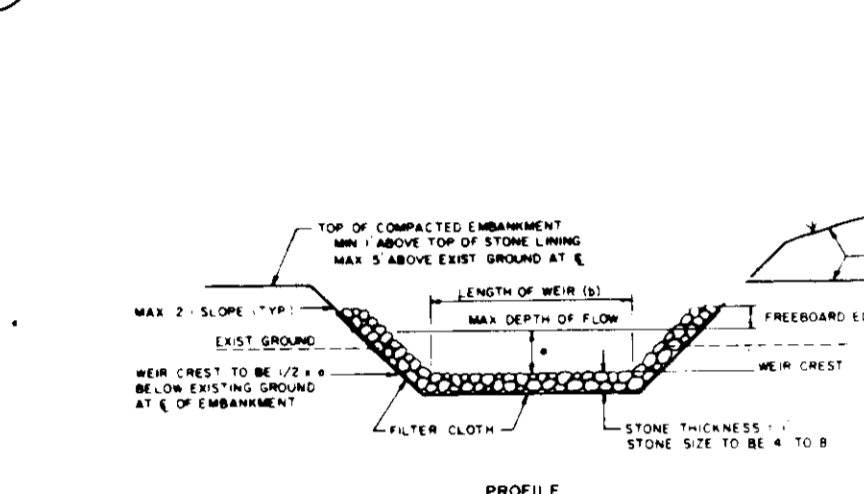 TOP OF COMPACTED EMBANKMENT
MIN 1' ABOVE TOP OF STONE LINING
MAX 5' ABOVE EXIST GROUND AT ℄
LENGTH OF WEIR (b)
MAX 2: SLOPE (TYP)
MAX DEPTH OF FLOW
FREEBOARD
EXIST GROUND
a
WEIR CREST TO BE 1/2 x a
BELOW EXISTING GROUND
AT ℄ OF EMBANKMENT
WEIR CREST
FILTER CLOTH
STONE THICKNESS
STONE SIZE TO BE 4 TO 8
PROFILE